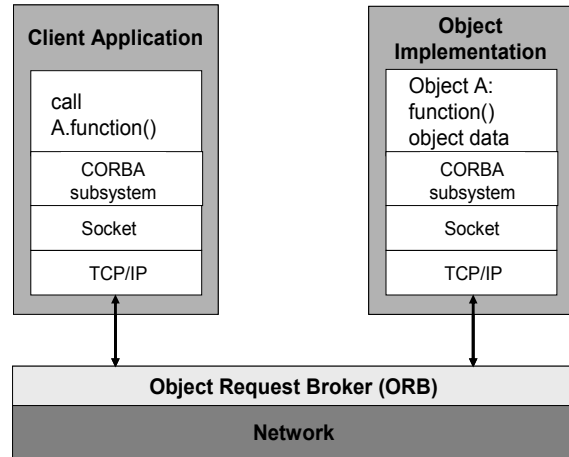 Client Application
call
A.function()
CORBA
subsystem
Socket
TCP/IP
Object
Implementation
Object A:
function()
object data
CORBA
subsystem
Socket
TCP/IP
Object Request Broker (ORB)
Network